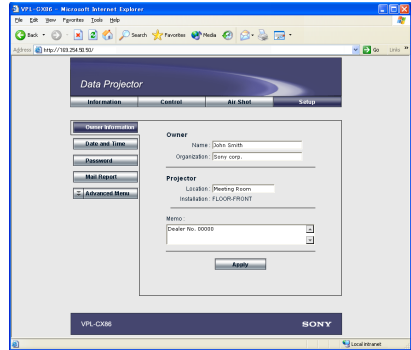 VPL-CX86 - Microsoft Internet Explorer
File Edit View Favorites Tools Help
Back Search Favorites Media
Address http://169.254.50.50/ Go Links »
Data Projector
Information Control Air Shot Setup
Owner Information
Date and Time
Password
Mail Report
Advanced Menu
Owner
Name : John Smith
Organization : Sony corp.
Projector
Location : Meeting Room
Installation : FLOOR-FRONT
Memo :
Dealer No. 00000
Apply
VPL-CX86 SONY
Local intranet